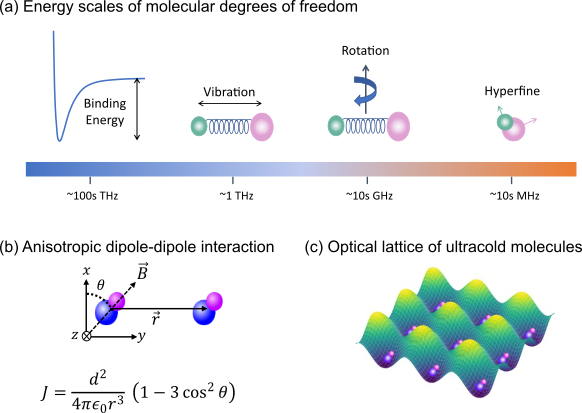 (a) Energy scales of molecular degrees of freedom
Binding
Energy
Vibration
Rotation
Hyperfine
~100s THz
~1 THz
~10s GHz
~10s MHz
(b) Anisotropic dipole-dipole interaction
x
θ
B⃗
r⃗
z
y
J = d² / 4πϵ₀r³ (1 − 3 cos² θ)
(c) Optical lattice of ultracold molecules